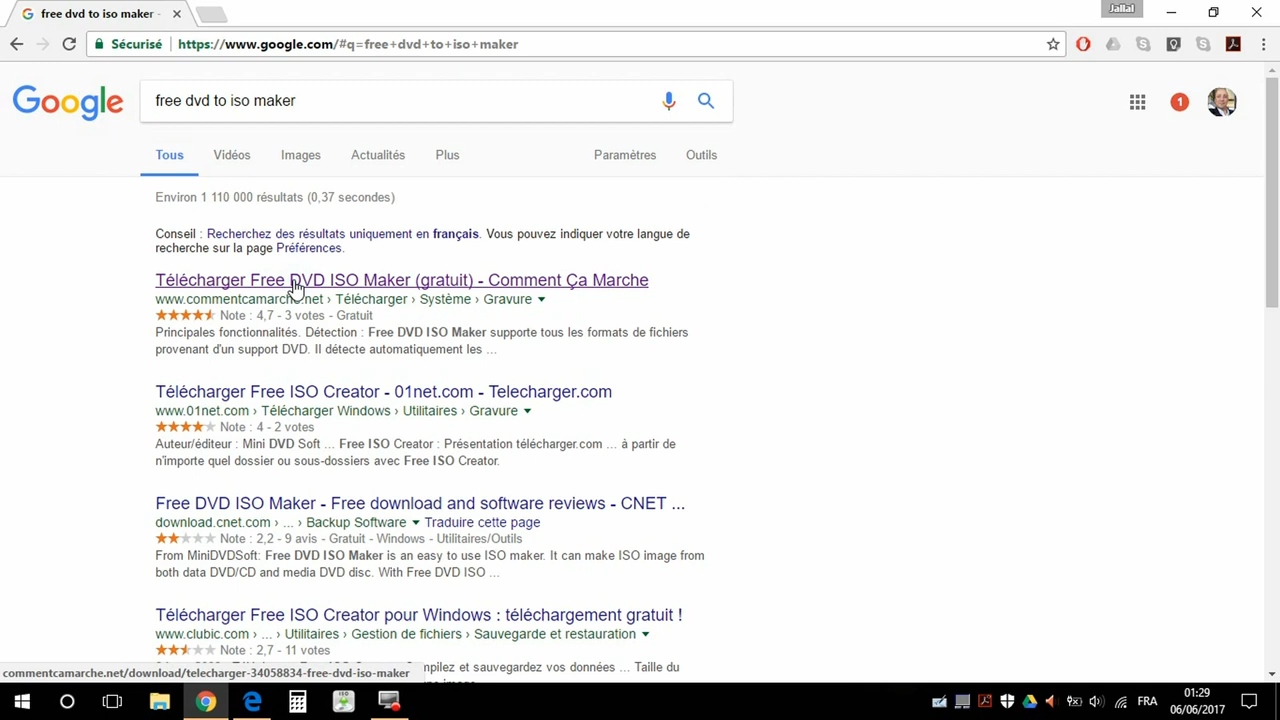 free dvd to iso maker -
Jallal
Sécurisé
https://www.google.com/#q=free+dvd+to+iso+maker
Google
free dvd to iso maker
1
Tous Vidéos Images Actualités Plus Paramètres Outils
Environ 1 110 000 résultats (0,37 secondes)
Conseil : Recherchez des résultats uniquement en français. Vous pouvez indiquer votre langue de
recherche sur la page Préférences.
Télécharger Free DVD ISO Maker (gratuit) - Comment Ça Marche
www.commentcamarche.net › Télécharger › Système › Gravure
Note : 4,7 - 3 votes - Gratuit
Principales fonctionnalités. Détection : Free DVD ISO Maker supporte tous les formats de fichiers
provenant d'un support DVD. Il détecte automatiquement les ...
Télécharger Free ISO Creator - 01net.com - Telecharger.com
www.01net.com › Télécharger Windows › Utilitaires › Gravure
Note : 4 - 2 votes
Auteur/éditeur : Mini DVD Soft ... Free ISO Creator : Présentation télécharger.com ... à partir de
n'importe quel dossier ou sous-dossiers avec Free ISO Creator.
Free DVD ISO Maker - Free download and software reviews - CNET ...
download.cnet.com › ... › Backup Software Traduire cette page
Note : 2,2 - 9 avis - Gratuit - Windows - Utilitaires/Outils
From MiniDVDSoft: Free DVD ISO Maker is an easy to use ISO maker. It can make ISO image from
both data DVD/CD and media DVD disc. With Free DVD ISO ...
Télécharger Free ISO Creator pour Windows : téléchargement gratuit !
www.clubic.com › ... › Utilitaires › Gestion de fichiers › Sauvegarde et restauration
Note : 2,7 - 11 votes
compilez et sauvegardez vos données ... Taille du
commentcamarche.net/download/telecharger-34058834-free-dvd-iso-maker
ISO
FRA
01:29
06/06/2017